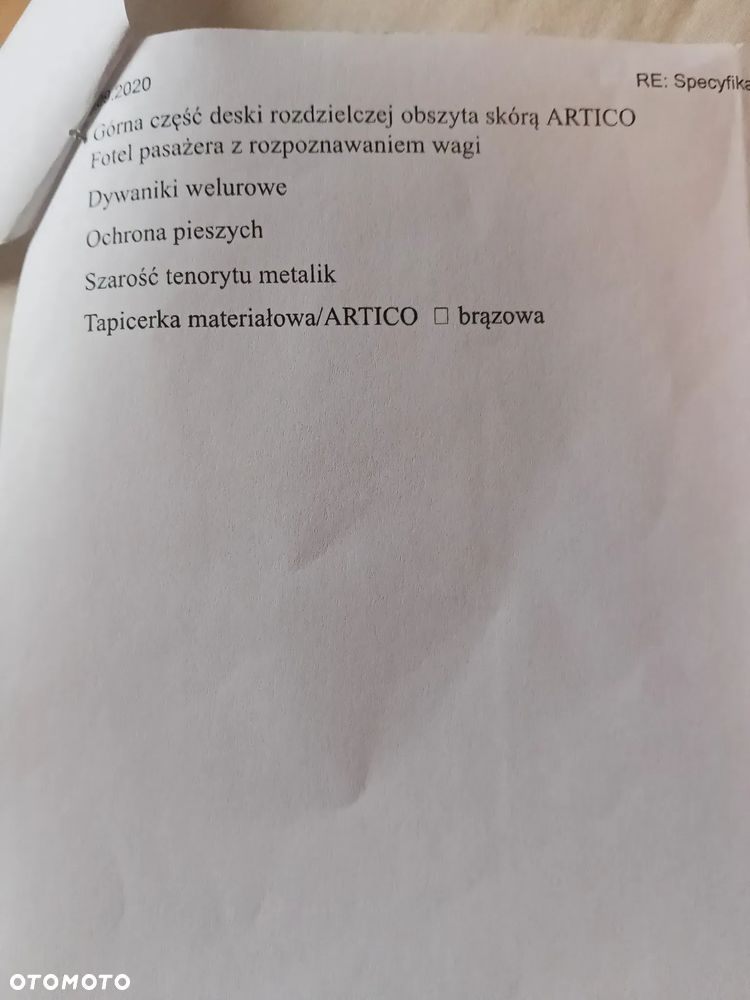 .09.2020 RE: Specyfika
Górna część deski rozdzielczej obszyta skórą ARTICO
Fotel pasażera z rozpoznawaniem wagi
Dywaniki welurowe
Ochrona pieszych
Szarość tenorytu metalik
Tapicerka materiałowa/ARTICO □ brązowa
OTOMOTO